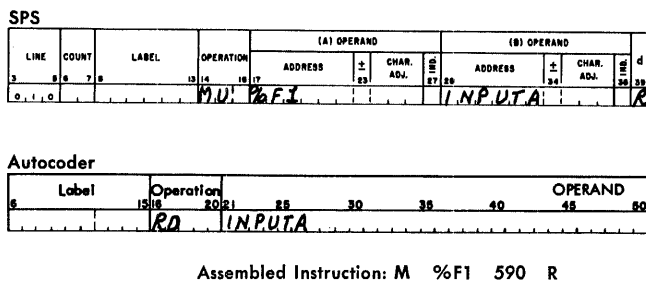 SPS
(A) OPERAND (B) OPERAND
LINE COUNT LABEL OPERATION ADDRESS ± CHAR. ADJ. IND. ADDRESS ± CHAR. ADJ. IND. d
3 5 6 7 8 13 14 16 17 23 27 28 34 38 39
0 1 0 M U %F1 INPUTA R
Autocoder
Label Operation OPERAND
6 15 16 20 21 25 30 35 40 45 50
RD INPUTA
Assembled Instruction: M %F1 590 R